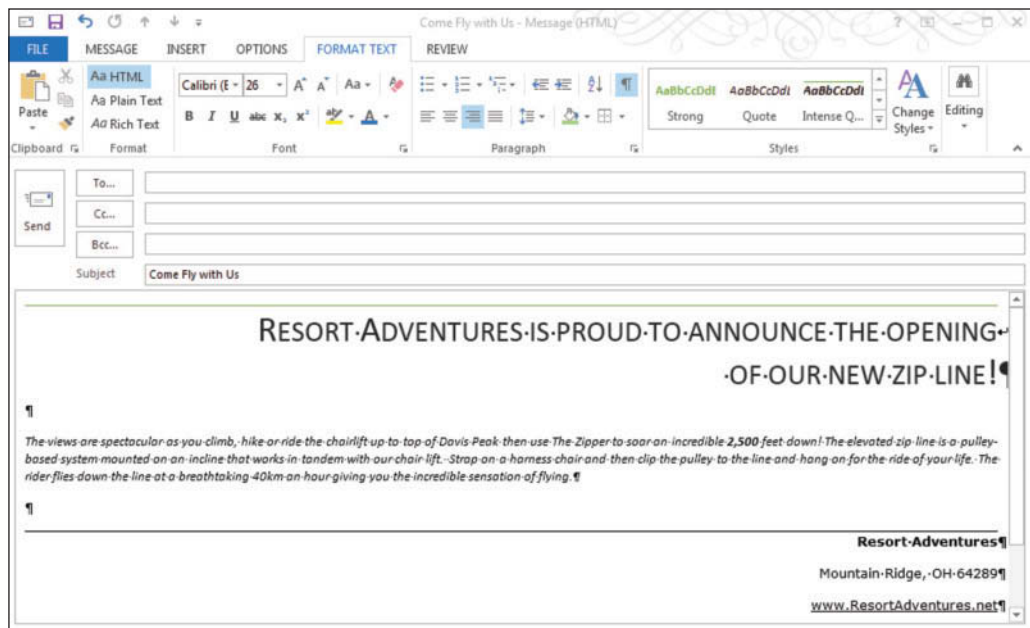 Come Fly with Us - Message (HTML)
FILE MESSAGE INSERT OPTIONS FORMAT TEXT REVIEW
Aa HTML
Aa Plain Text
Aa Rich Text
Paste
Calibri (E 26 A A Aa
B I U abc X₂ X² aby A
¶
AaBbCcDdI AaBbCcDdI AaBbCcDdI
Strong Quote Intense Q...
Change Styles
Editing
Clipboard Format Font Paragraph Styles
Send
To...
Cc...
Bcc...
Subject Come Fly with Us
RESORT·ADVENTURES·IS·PROUD·TO·ANNOUNCE·THE·OPENING↵
·OF·OUR·NEW·ZIP·LINE!¶
¶
The·views·are·spectacular·as·you·climb,·hike·or·ride·the·chairlift·up·to·top·of·Davis·Peak·then·use·The·Zipper·to·soar·an·incredible·2,500·feet·down!·The·elevated·zip·line·is·a·pulley-
based·system·mounted·on·an·incline·that·works·in·tandem·with·our·chair·lift.··Strap·on·a·harness·chair·and·then·clip·the·pulley·to·the·line·and·hang·on·for·the·ride·of·your·life.·The·
rider·flies·down·the·line·at·a·breathtaking·40km·an·hour·giving·you·the·incredible·sensation·of·flying.¶
¶
Resort·Adventures¶
Mountain·Ridge,·OH·64289¶
www.ResortAdventures.net¶